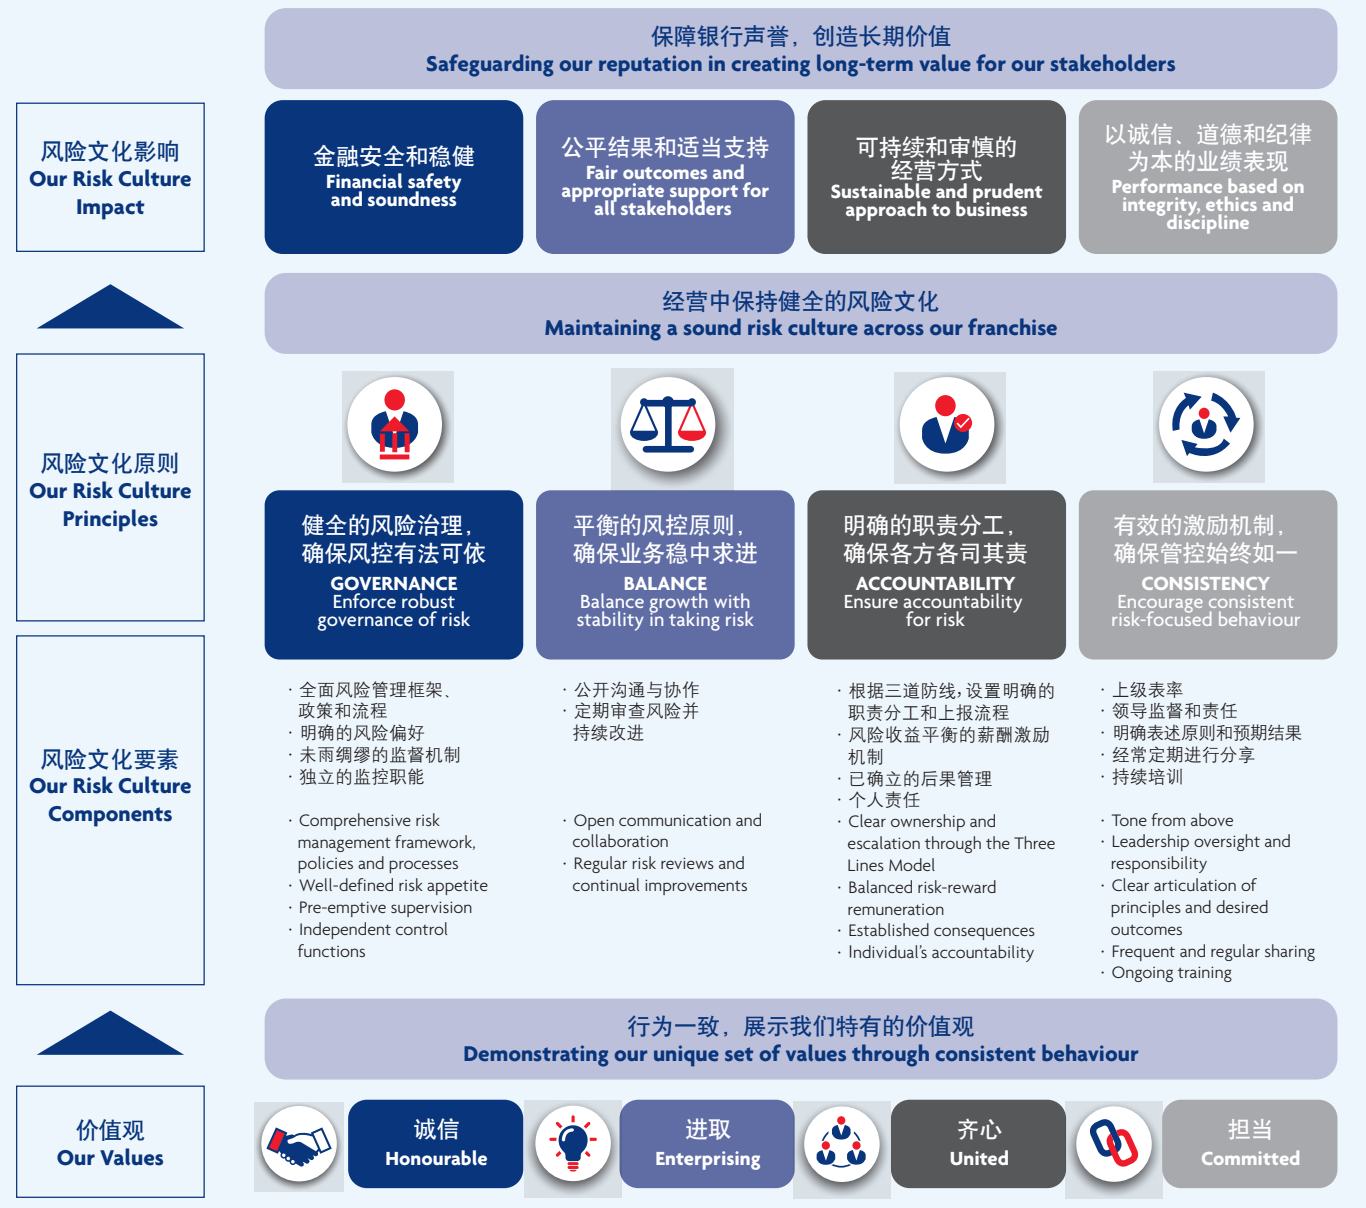 保障银行声誉，创造长期价值
Safeguarding our reputation in creating long-term value for our stakeholders
风险文化影响
Our Risk Culture
Impact
金融安全和稳健
Financial safety
and soundness
公平结果和适当支持
Fair outcomes and
appropriate support for
all stakeholders
可持续和审慎的
经营方式
Sustainable and prudent
approach to business
以诚信、道德和纪律
为本的业绩表现
Performance based on
integrity, ethics and
discipline
经营中保持健全的风险文化
Maintaining a sound risk culture across our franchise
风险文化原则
Our Risk Culture
Principles
健全的风险治理，
确保风控有法可依
GOVERNANCE
Enforce robust
governance of risk
平衡的风控原则，
确保业务稳中求进
BALANCE
Balance growth with
stability in taking risk
明确的职责分工，
确保各方各司其责
ACCOUNTABILITY
Ensure accountability
for risk
有效的激励机制，
确保管控始终如一
CONSISTENCY
Encourage consistent
risk-focused behaviour
风险文化要素
Our Risk Culture
Components
· 全面风险管理框架、
政策和流程
· 明确的风险偏好
· 未雨绸缪的监督机制
· 独立的监控职能
· Comprehensive risk
management framework,
policies and processes
· Well-defined risk appetite
· Pre-emptive supervision
· Independent control
functions
· 公开沟通与协作
· 定期审查风险并
持续改进
· Open communication and
collaboration
· Regular risk reviews and
continual improvements
· 根据三道防线，设置明确的
职责分工和上报流程
· 风险收益平衡的薪酬激励
机制
· 已确立的后果管理
· 个人责任
· Clear ownership and
escalation through the Three
Lines Model
· Balanced risk-reward
remuneration
· Established consequences
· Individual’s accountability
· 上级表率
· 领导监督和责任
· 明确表述原则和预期结果
· 经常定期进行分享
· 持续培训
· Tone from above
· Leadership oversight and
responsibility
· Clear articulation of
principles and desired
outcomes
· Frequent and regular sharing
· Ongoing training
行为一致，展示我们特有的价值观
Demonstrating our unique set of values through consistent behaviour
价值观
Our Values
诚信
Honourable
进取
Enterprising
齐心
United
担当
Committed